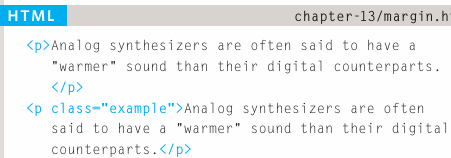 HTML chapter-13/margin.h
<p>Analog synthesizers are often said to have a
"warmer" sound than their digital counterparts.
</p>
<p class="example">Analog synthesizers are often
said to have a "warmer" sound than their digital
counterparts.</p>